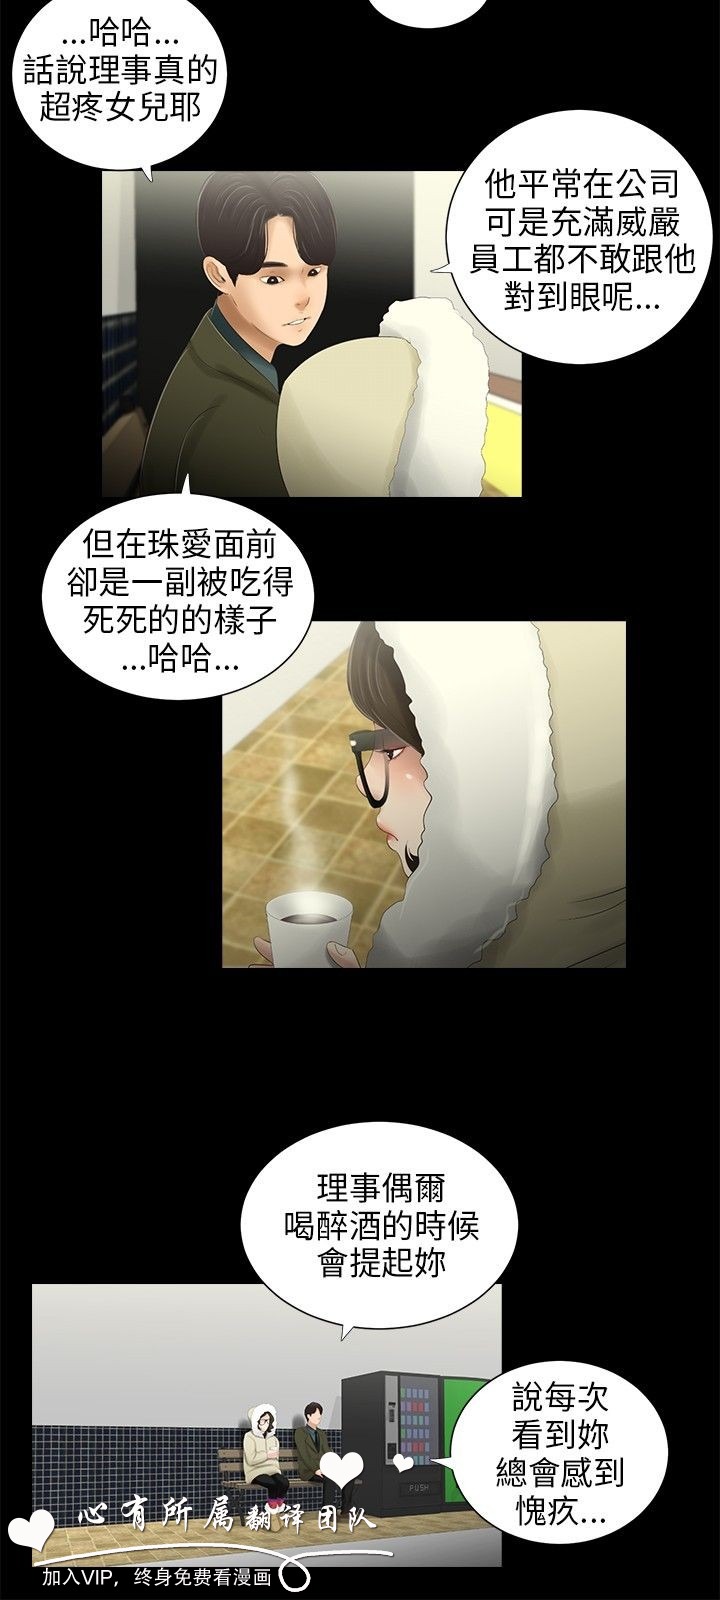 ...哈哈...
話說理事真的
超疼女兒耶
他平常在公司
可是充滿威嚴
員工都不敢跟他
對到眼呢...
但在珠愛面前
卻是一副被吃得
死死的的樣子
...哈哈...
理事偶爾
喝醉酒的時候
會提起妳
說每次
看到妳
總會感到
愧疚...
PUSH
心有所属翻译团队
加入VIP，终身免费看漫画